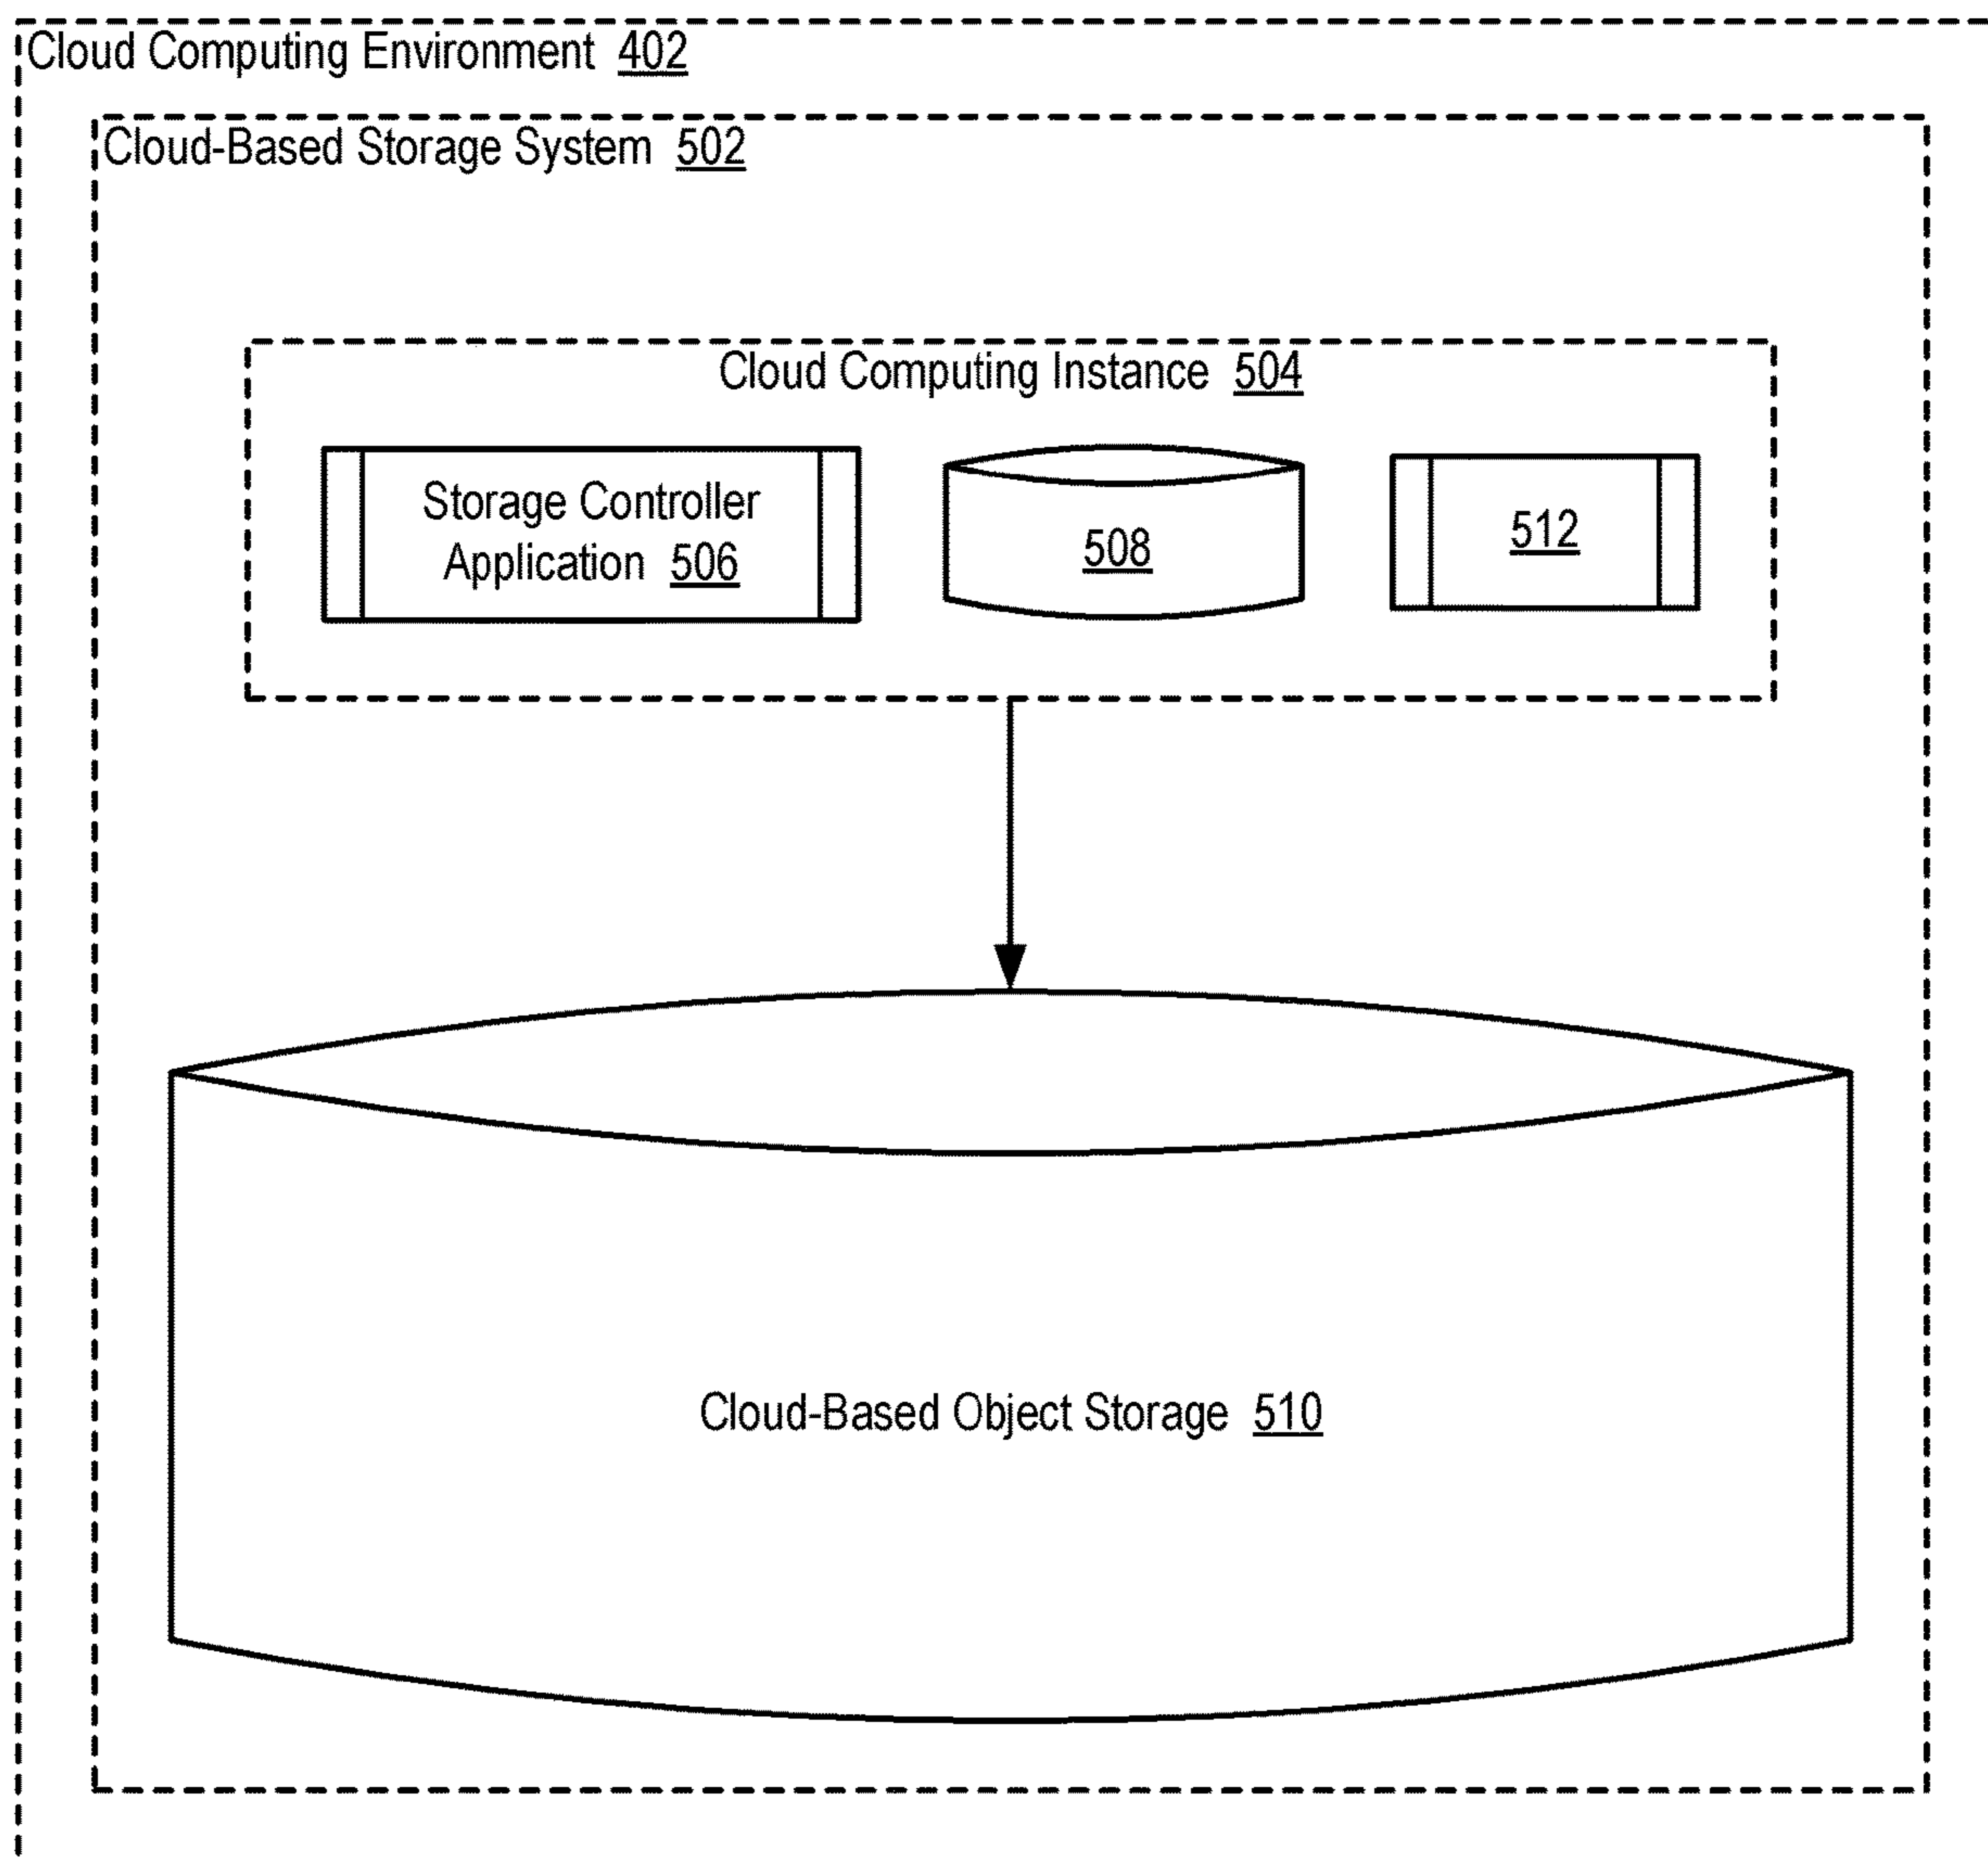 Cloud Computing Environment 402
Cloud-Based Storage System 502
Cloud Computing Instance 504
Storage Controller
Application 506
508
512
Cloud-Based Object Storage 510